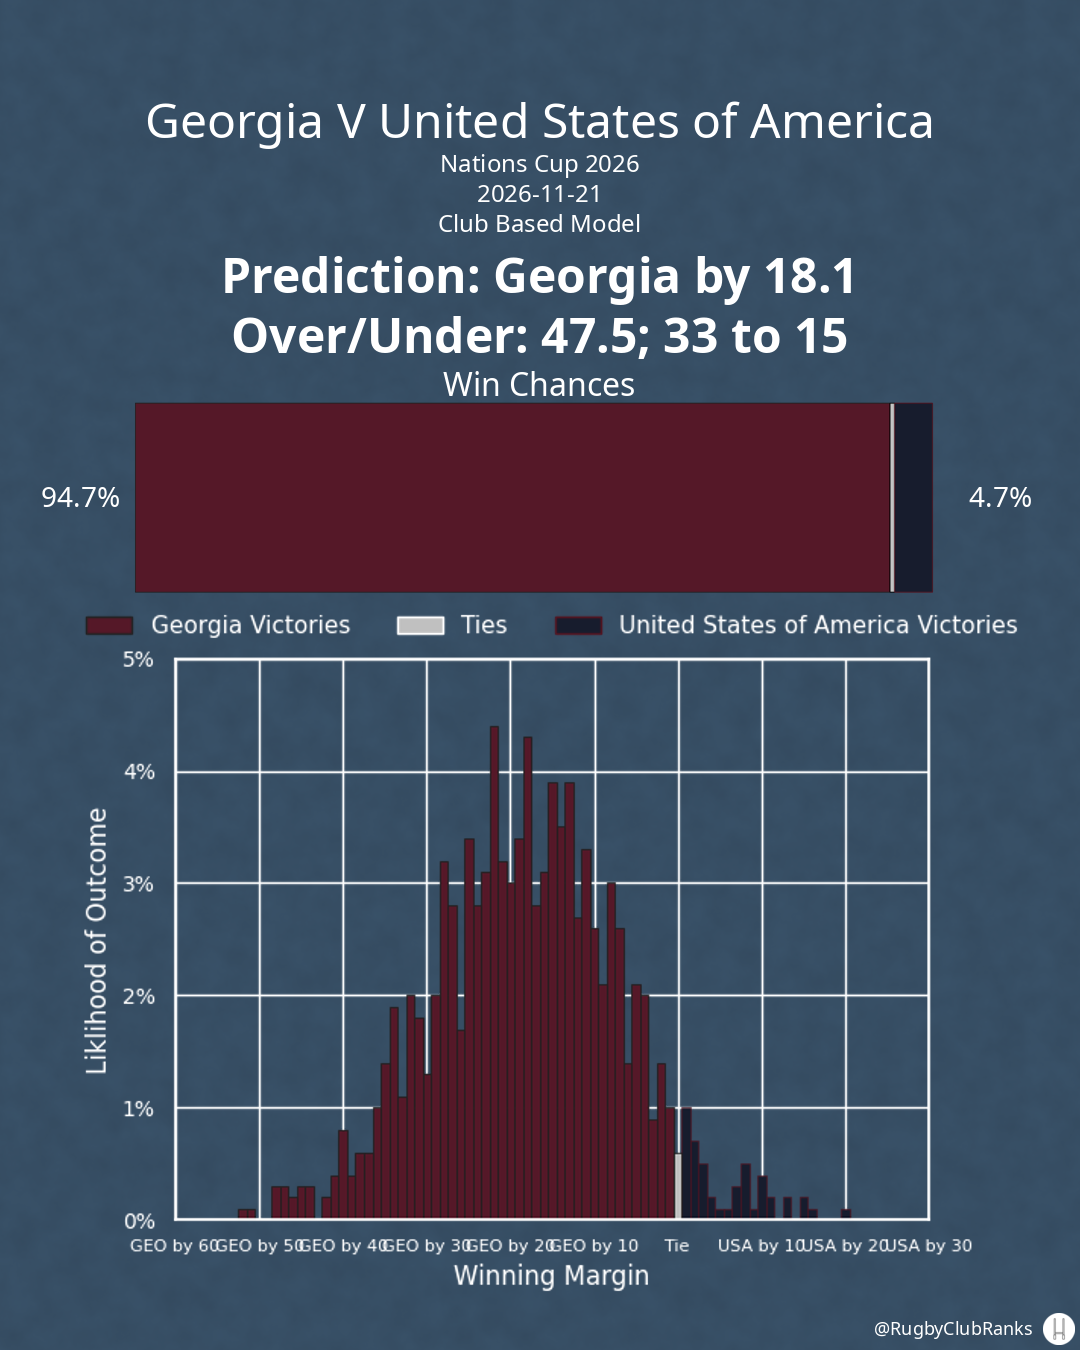 Georgia V United States of America
Nations Cup 2026
2026-11-21
Club Based Model
Prediction: Georgia by 18.1
Over/Under: 47.5; 33 to 15
Win Chances
94.7%
4.7%
Georgia Victories
Ties
United States of America Victories
5%
4%
3%
2%
1%
0%
Liklihood of Outcome
GEO by 60
GEO by 50
GEO by 40
GEO by 30
GEO by 20
GEO by 10
Tie
USA by 10
USA by 20
USA by 30
Winning Margin
@RugbyClubRanks